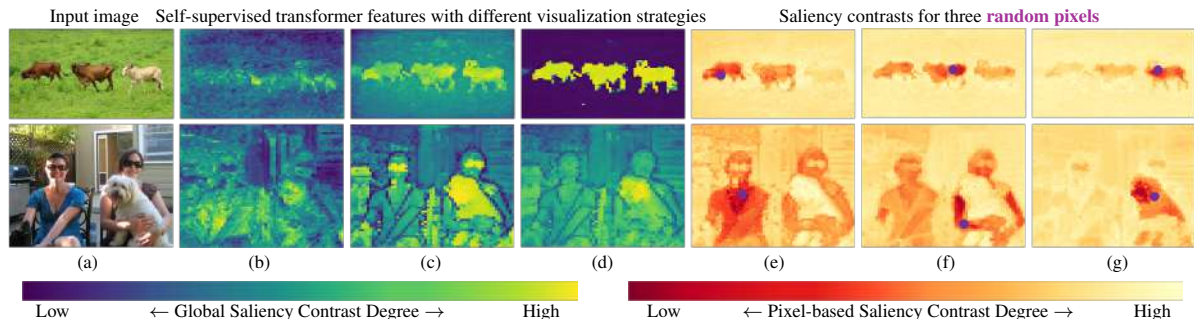 Input image Self-supervised transformer features with different visualization strategies Saliency contrasts for three random pixels
(a) (b) (c) (d) (e) (f) (g)
Low ← Global Saliency Contrast Degree → High Low ← Pixel-based Saliency Contrast Degree → High